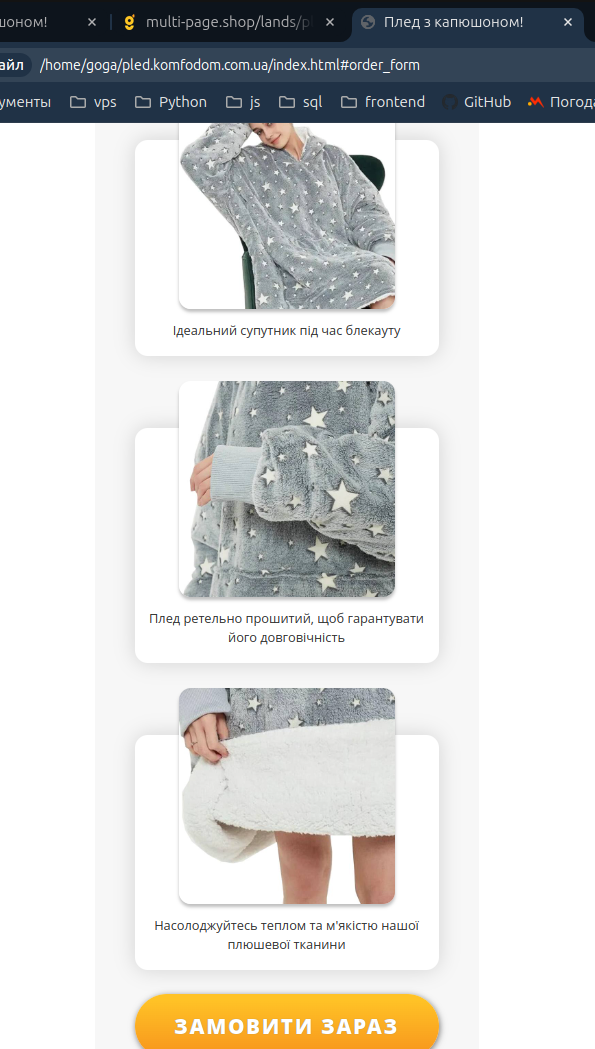 шоном!
multi-page.shop/lands/pl
Плед з капюшоном!
айл /home/goga/pled.komfodom.com.ua/index.html#order_form
ументы vps Python js sql frontend GitHub Погода
Ідеальний супутник під час блекауту
Плед ретельно прошитий, щоб гарантувати
його довговічність
Насолоджуйтесь теплом та м'якістю нашої
плюшевої тканини
ЗАМОВИТИ ЗАРАЗ